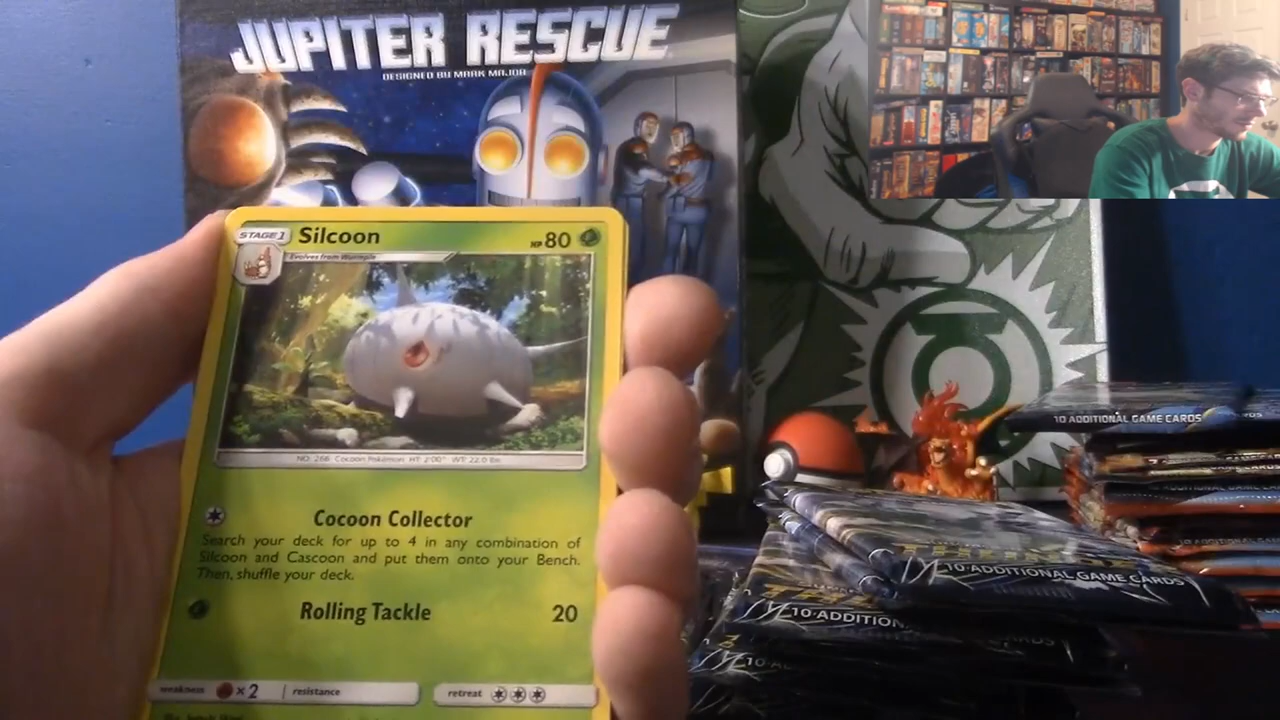 JUPITER RESCUE
DESIGNED BY MARK MAJOR
STAGE 1
Silcoon
HP 80
Evolves from Wurmple
NO. 266 Cocoon Pokémon HT: 2'00" WT: 22.0 lbs
Cocoon Collector
Search your deck for up to 4 in any combination of
Silcoon and Cascoon and put them onto your Bench.
Then, shuffle your deck.
Rolling Tackle 20
weakness ×2 resistance retreat
10 ADDITIONAL GAME CARDS
10 ADDITIONAL GAME CARDS
10 ADDITION